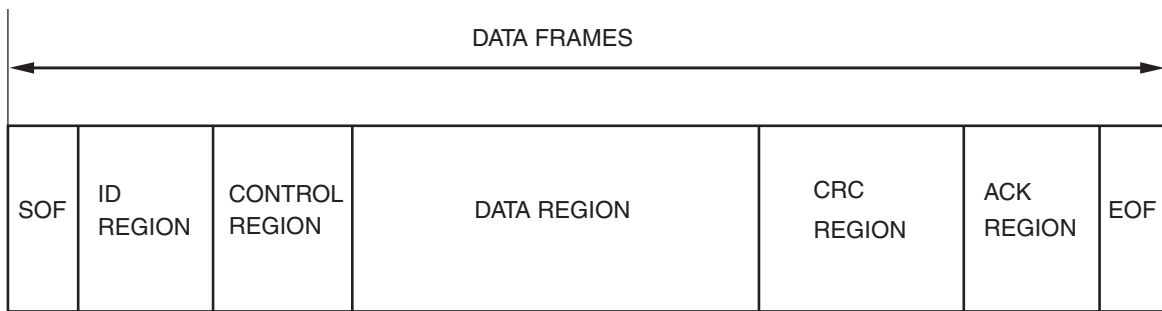 DATA FRAMES
SOF
ID
REGION
CONTROL
REGION
DATA REGION
CRC
REGION
ACK
REGION
EOF